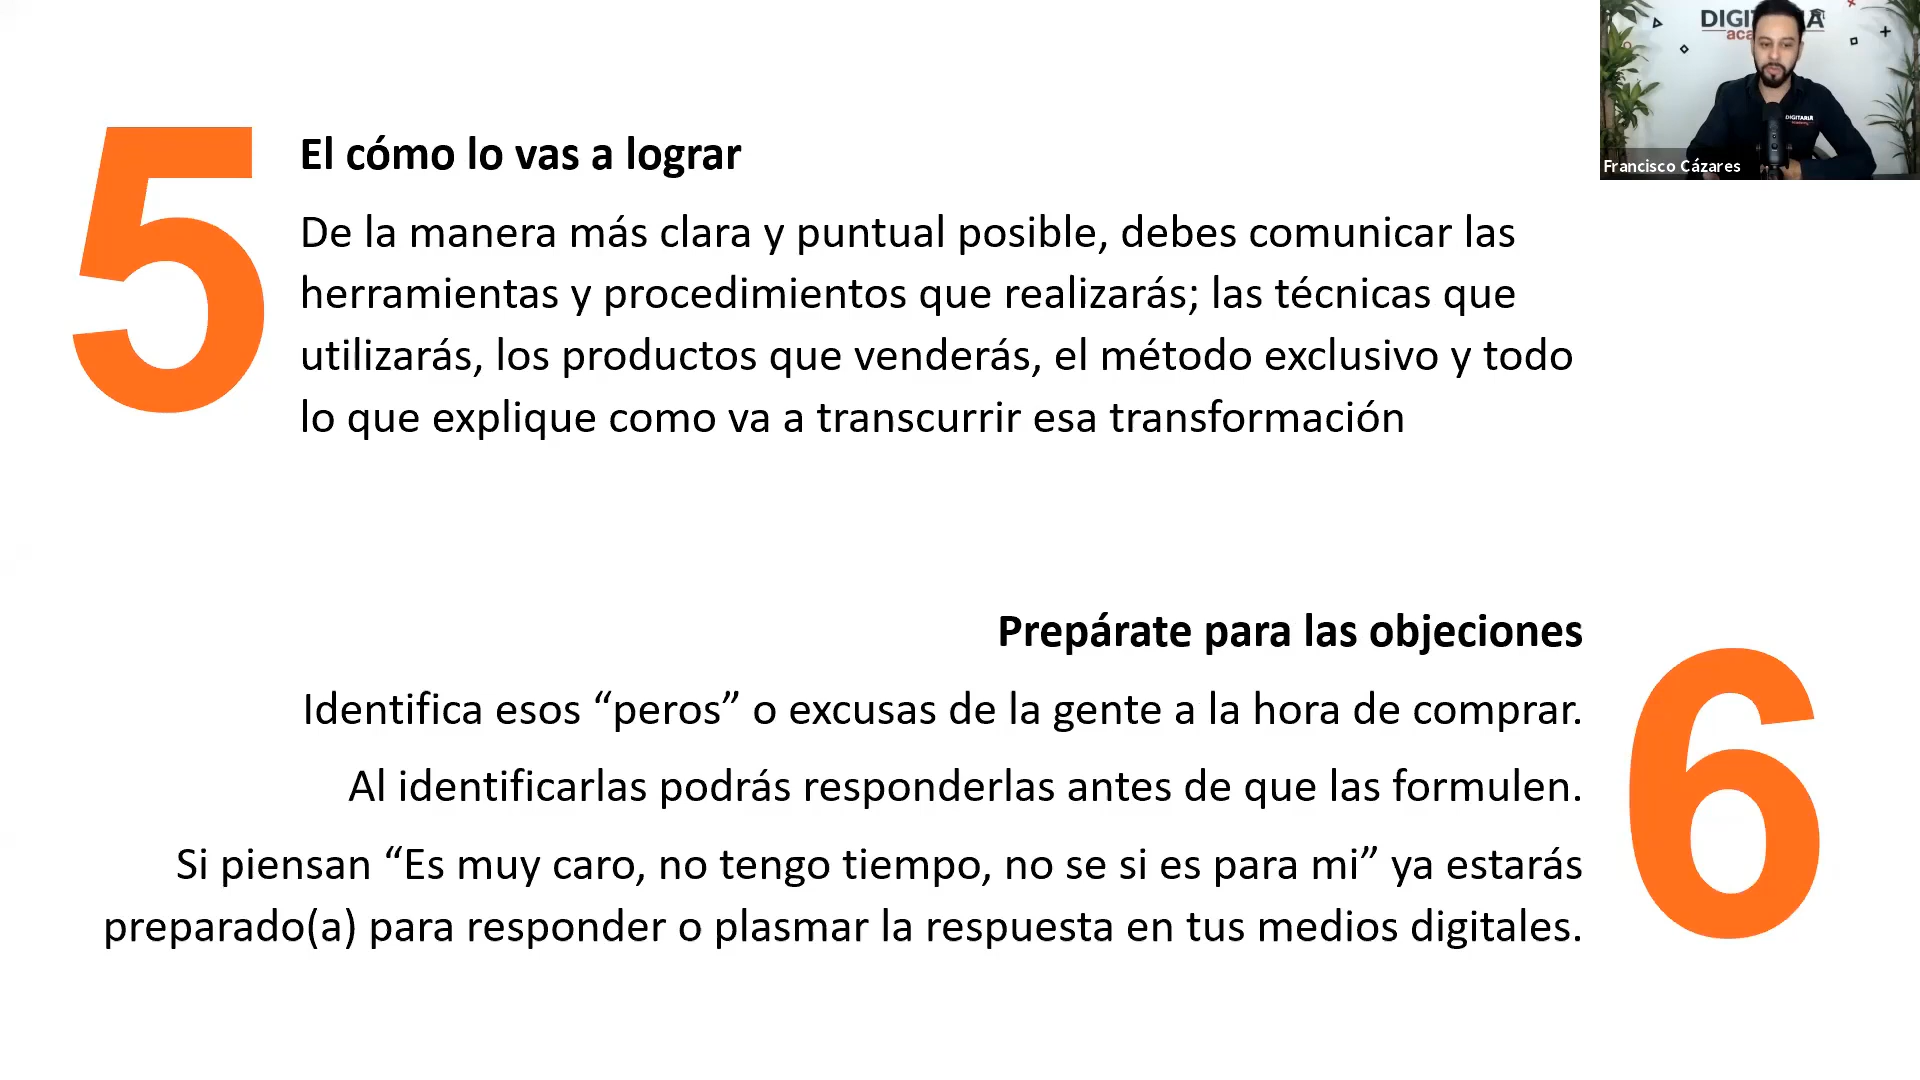 DIGITARIA
academy
DIGITARIA
academy
Francisco Cázares
5
El cómo lo vas a lograr
De la manera más clara y puntual posible, debes comunicar las
herramientas y procedimientos que realizarás; las técnicas que
utilizarás, los productos que venderás, el método exclusivo y todo
lo que explique como va a transcurrir esa transformación
Prepárate para las objeciones
6
Identifica esos “peros” o excusas de la gente a la hora de comprar.
Al identificarlas podrás responderlas antes de que las formulen.
Si piensan “Es muy caro, no tengo tiempo, no se si es para mi” ya estarás
preparado(a) para responder o plasmar la respuesta en tus medios digitales.